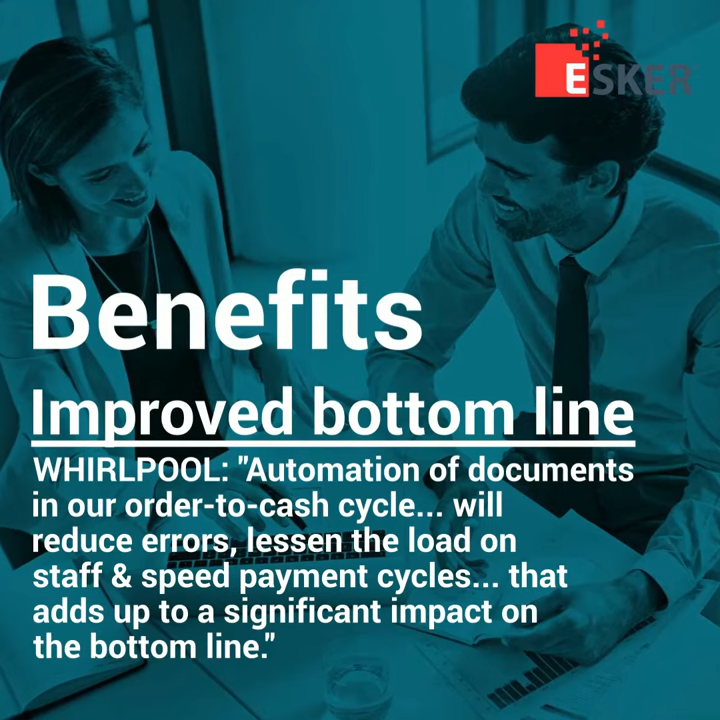 ESKER
Benefits
Improved bottom line
WHIRLPOOL: "Automation of documents
in our order-to-cash cycle... will
reduce errors, lessen the load on
staff & speed payment cycles... that
adds up to a significant impact on
the bottom line."